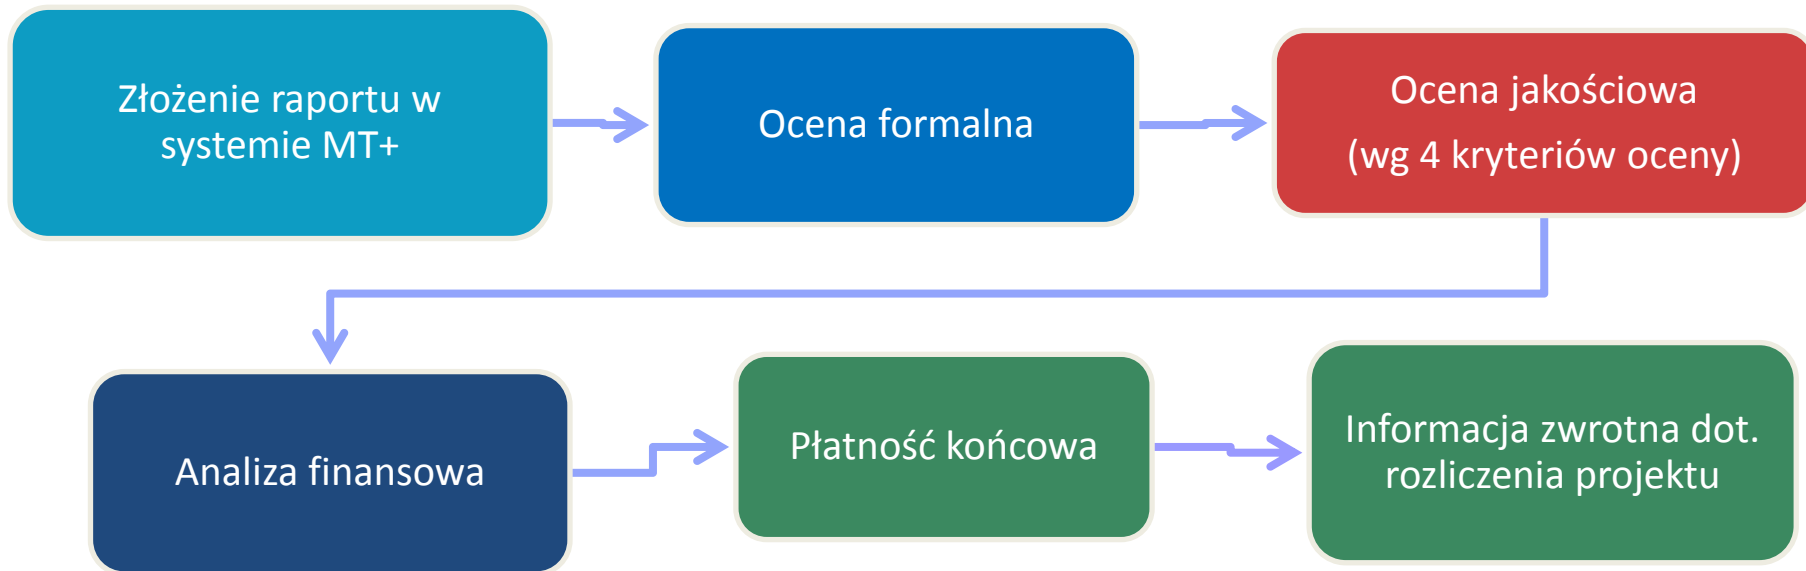 Złożenie raportu w
systemie MT+
Ocena formalna
Ocena jakościowa
(wg 4 kryteriów oceny)
Analiza finansowa
Płatność końcowa
Informacja zwrotna dot.
rozliczenia projektu